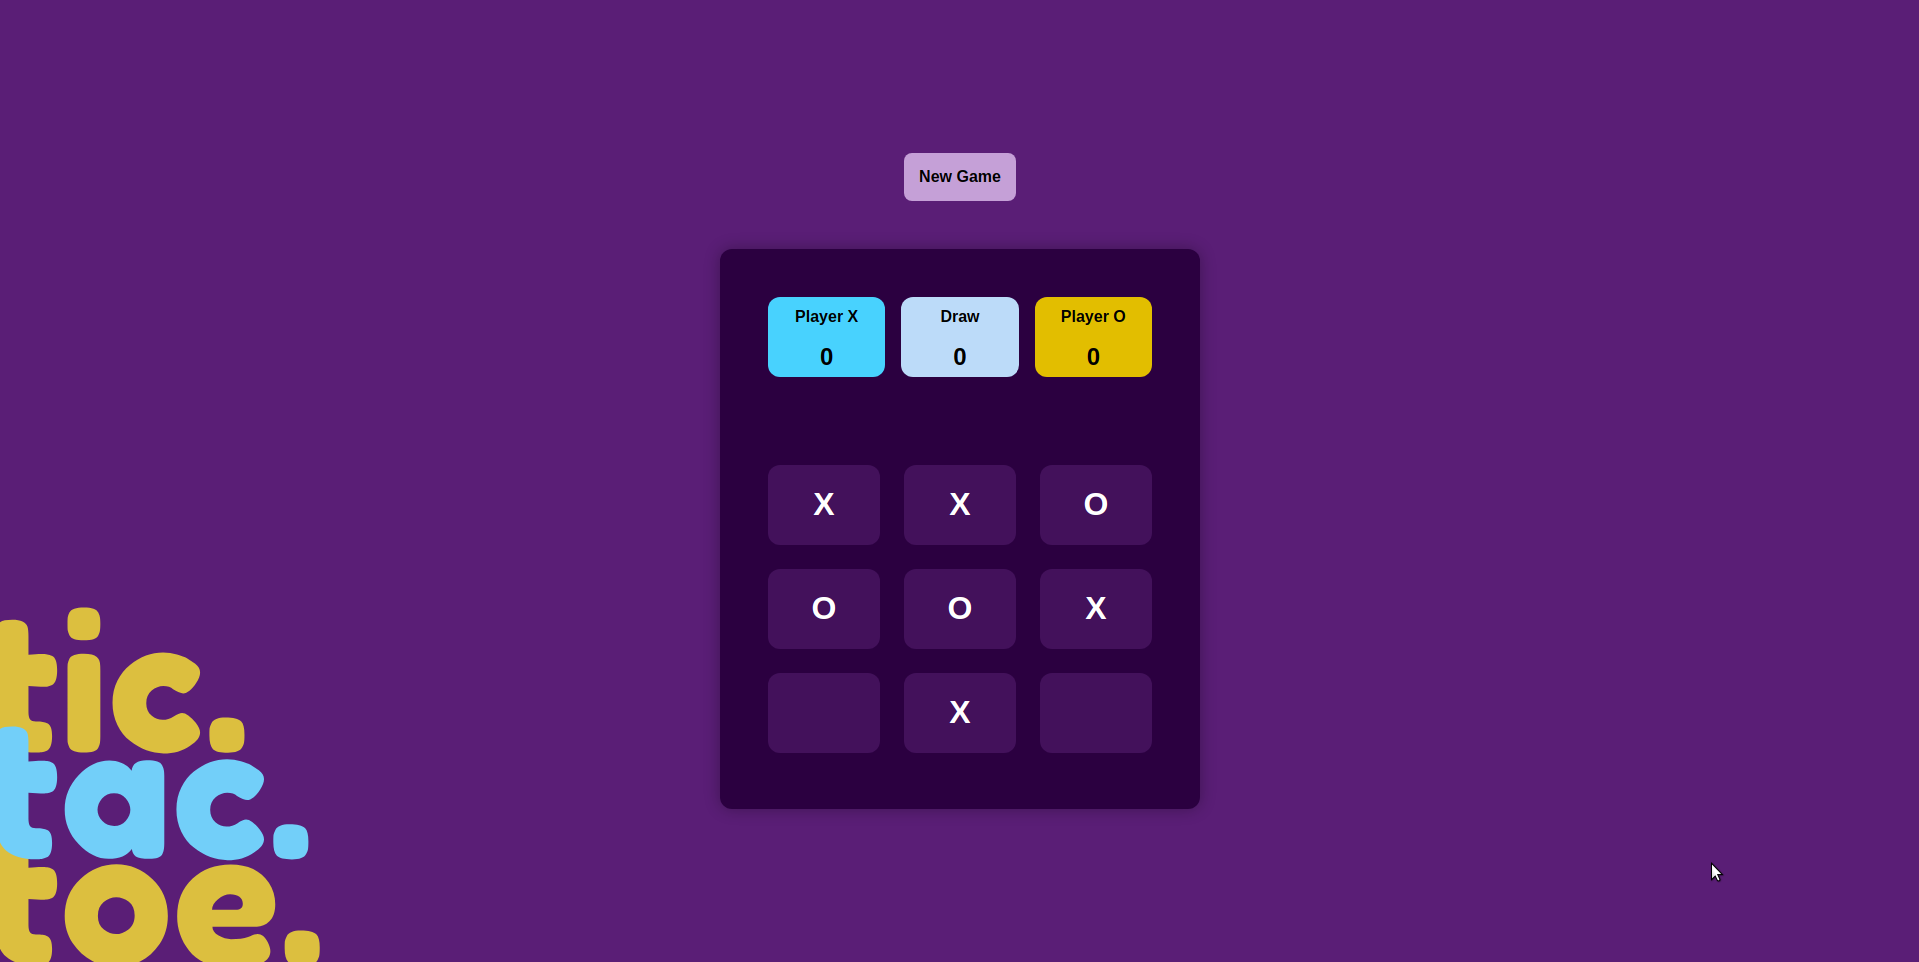 New Game
Player X Draw Player O
0 0 0
X X O
O O X
X
tic.
tac.
toe.